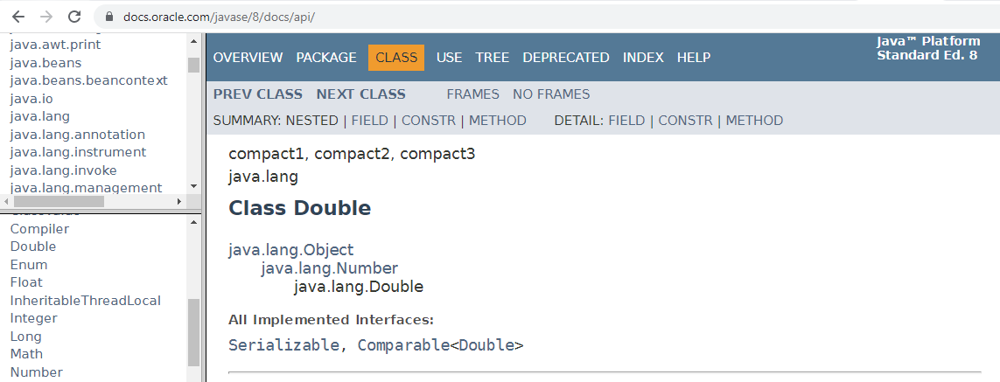 docs.oracle.com/javase/8/docs/api/
java.awt.print
java.beans
java.beans.beancontext
java.io
java.lang
java.lang.annotation
java.lang.instrument
java.lang.invoke
java.lang.management
Compiler
Double
Enum
Float
InheritableThreadLocal
Integer
Long
Math
Number
OVERVIEW PACKAGE CLASS USE TREE DEPRECATED INDEX HELP
Java™ Platform
Standard Ed. 8
PREV CLASS NEXT CLASS FRAMES NO FRAMES
SUMMARY: NESTED | FIELD | CONSTR | METHOD DETAIL: FIELD | CONSTR | METHOD
compact1, compact2, compact3
java.lang
Class Double
java.lang.Object
java.lang.Number
java.lang.Double
All Implemented Interfaces:
Serializable, Comparable<Double>